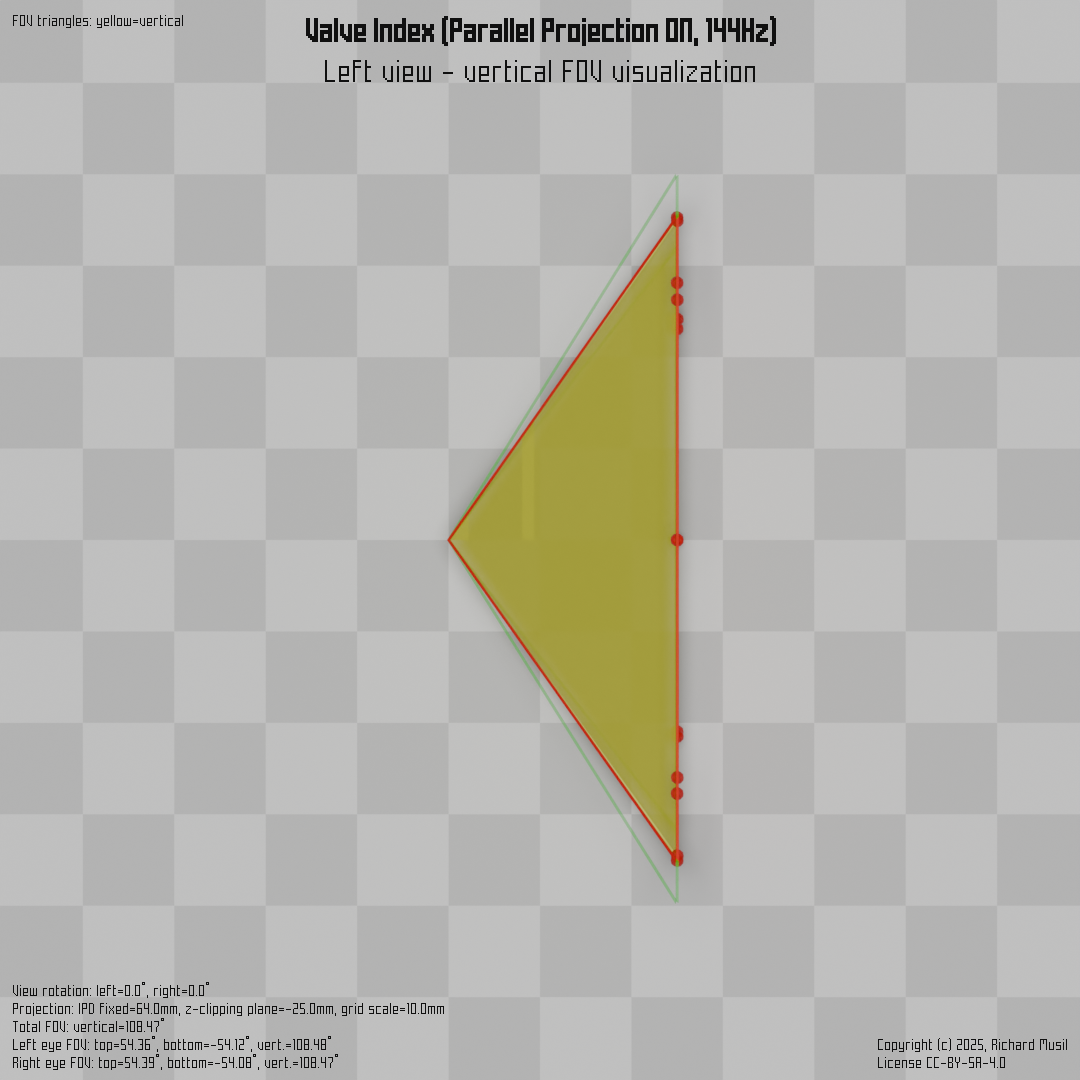 FOV triangles: yellow=vertical
Valve Index (Parallel Projection ON, 144Hz)
Left view - vertical FOV visualization
View rotation: left=0.0°, right=0.0°
Projection: IPD fixed=64.0mm, z-clipping plane=-25.0mm, grid scale=10.0mm
Total FOV: vertical=108.47°
Left eye FOV: top=54.36°, bottom=-54.12°, vert.=108.48°
Right eye FOV: top=54.39°, bottom=-54.08°, vert.=108.47°
Copyright (c) 2025, Richard Musil
License CC-BY-SA-4.0